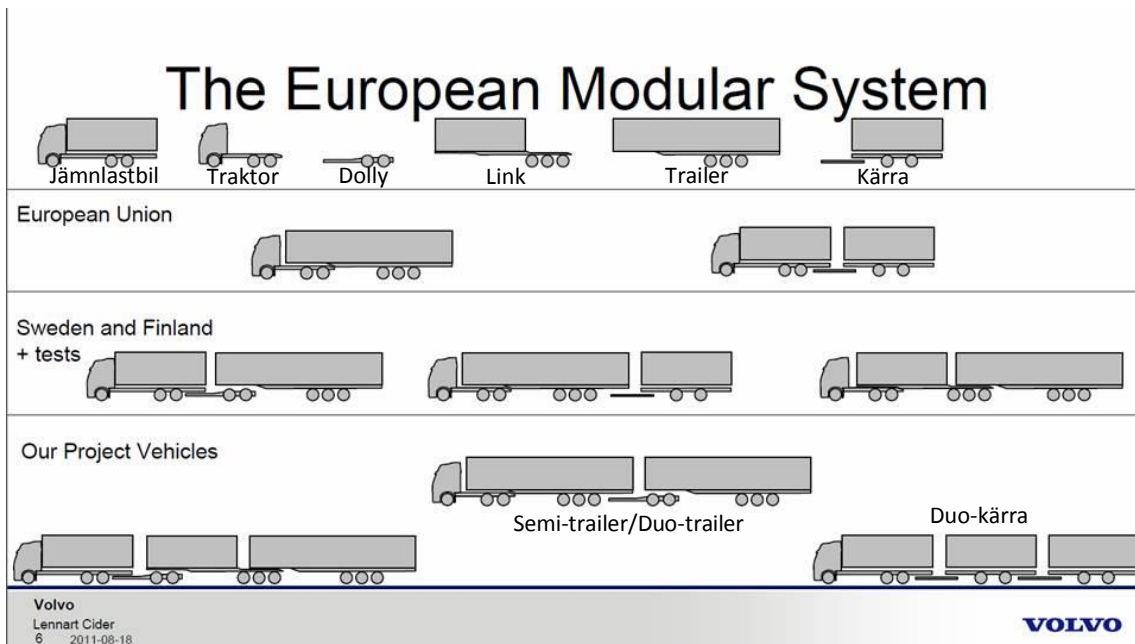 The European Modular System
Jämnlastbil Traktor Dolly Link Trailer Kärra
European Union
Sweden and Finland
+ tests
Our Project Vehicles
Semi-trailer/Duo-trailer
Duo-kärra
Volvo
Lennart Cider
6 2011-08-18
VOLVO